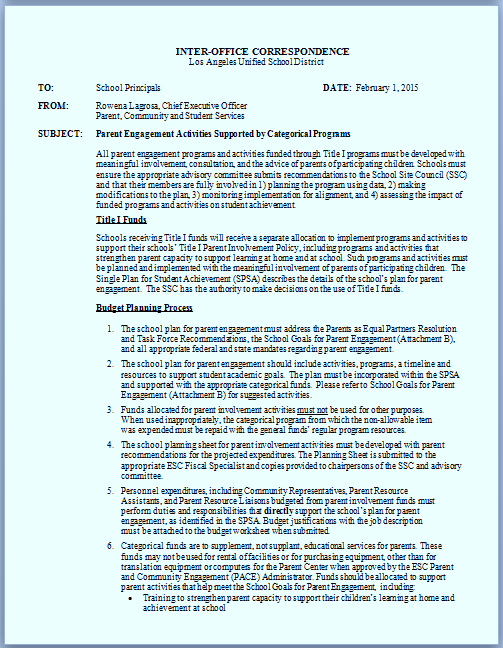 INTER-OFFICE CORRESPONDENCE
Los Angeles Unified School District
TO: School Principals DATE: February 1, 2015
FROM: Rowena Lagrosa, Chief Executive Officer
Parent, Community and Student Services
SUBJECT: Parent Engagement Activities Supported by Categorical Programs
All parent engagement programs and activities funded through Title I programs must be developed with
meaningful involvement, consultation, and the advice of parents of participating children. Schools must
ensure the appropriate advisory committee submits recommendations to the School Site Council (SSC)
and that their members are fully involved in 1) planning the program using data, 2) making
modifications to the plan, 3) monitoring implementation for alignment, and 4) assessing the impact of
funded programs and activities on student achievement.
Title I Funds
Schools receiving Title I funds will receive a separate allocation to implement programs and activities to
support their schools' Title I Parent Involvement Policy, including programs and activities that
strengthen parent capacity to support learning at home and at school. Such programs and activities must
be planned and implemented with the meaningful involvement of parents of participating children. The
Single Plan for Student Achievement (SPSA) describes the details of the school's plan for parent
engagement. The SSC has the authority to make decisions on the use of Title I funds.
Budget Planning Process
1. The school plan for parent engagement must address the Parents as Equal Partners Resolution
and Task Force Recommendations, the School Goals for Parent Engagement (Attachment B),
and all appropriate federal and state mandates regarding parent engagement.
2. The school plan for parent engagement should include activities, programs, a timeline and
resources to support student academic goals. The plan must be incorporated within the SPSA
and supported with the appropriate categorical funds. Please refer to School Goals for Parent
Engagement (Attachment B) for suggested activities.
3. Funds allocated for parent involvement activities must not be used for other purposes.
When used inappropriately, the categorical program from which the non-allowable item
was expended must be repaid with the general funds' regular program resources.
4. The school planning sheet for parent involvement activities must be developed with parent
recommendations for the projected expenditures. The Planning Sheet is submitted to the
appropriate ESC Fiscal Specialist and copies provided to chairpersons of the SSC and advisory
committee.
5. Personnel expenditures, including Community Representatives, Parent Resource
Assistants, and Parent Resource Liaisons budgeted from parent involvement funds must
perform duties and responsibilities that directly support the school's plan for parent
engagement, as identified in the SPSA. Budget justifications with the job description
must be attached to the budget worksheet when submitted.
6. Categorical funds are to supplement, not supplant, educational services for parents. These
funds may not be used for rental of facilities or for purchasing equipment, other than for
translation equipment or computers for the Parent Center when approved by the ESC Parent
and Community Engagement (PACE) Administrator. Funds should be allocated to support
parent activities that help meet the School Goals for Parent Engagement, including:
• Training to strengthen parent capacity to support their children's learning at home and
achievement at school